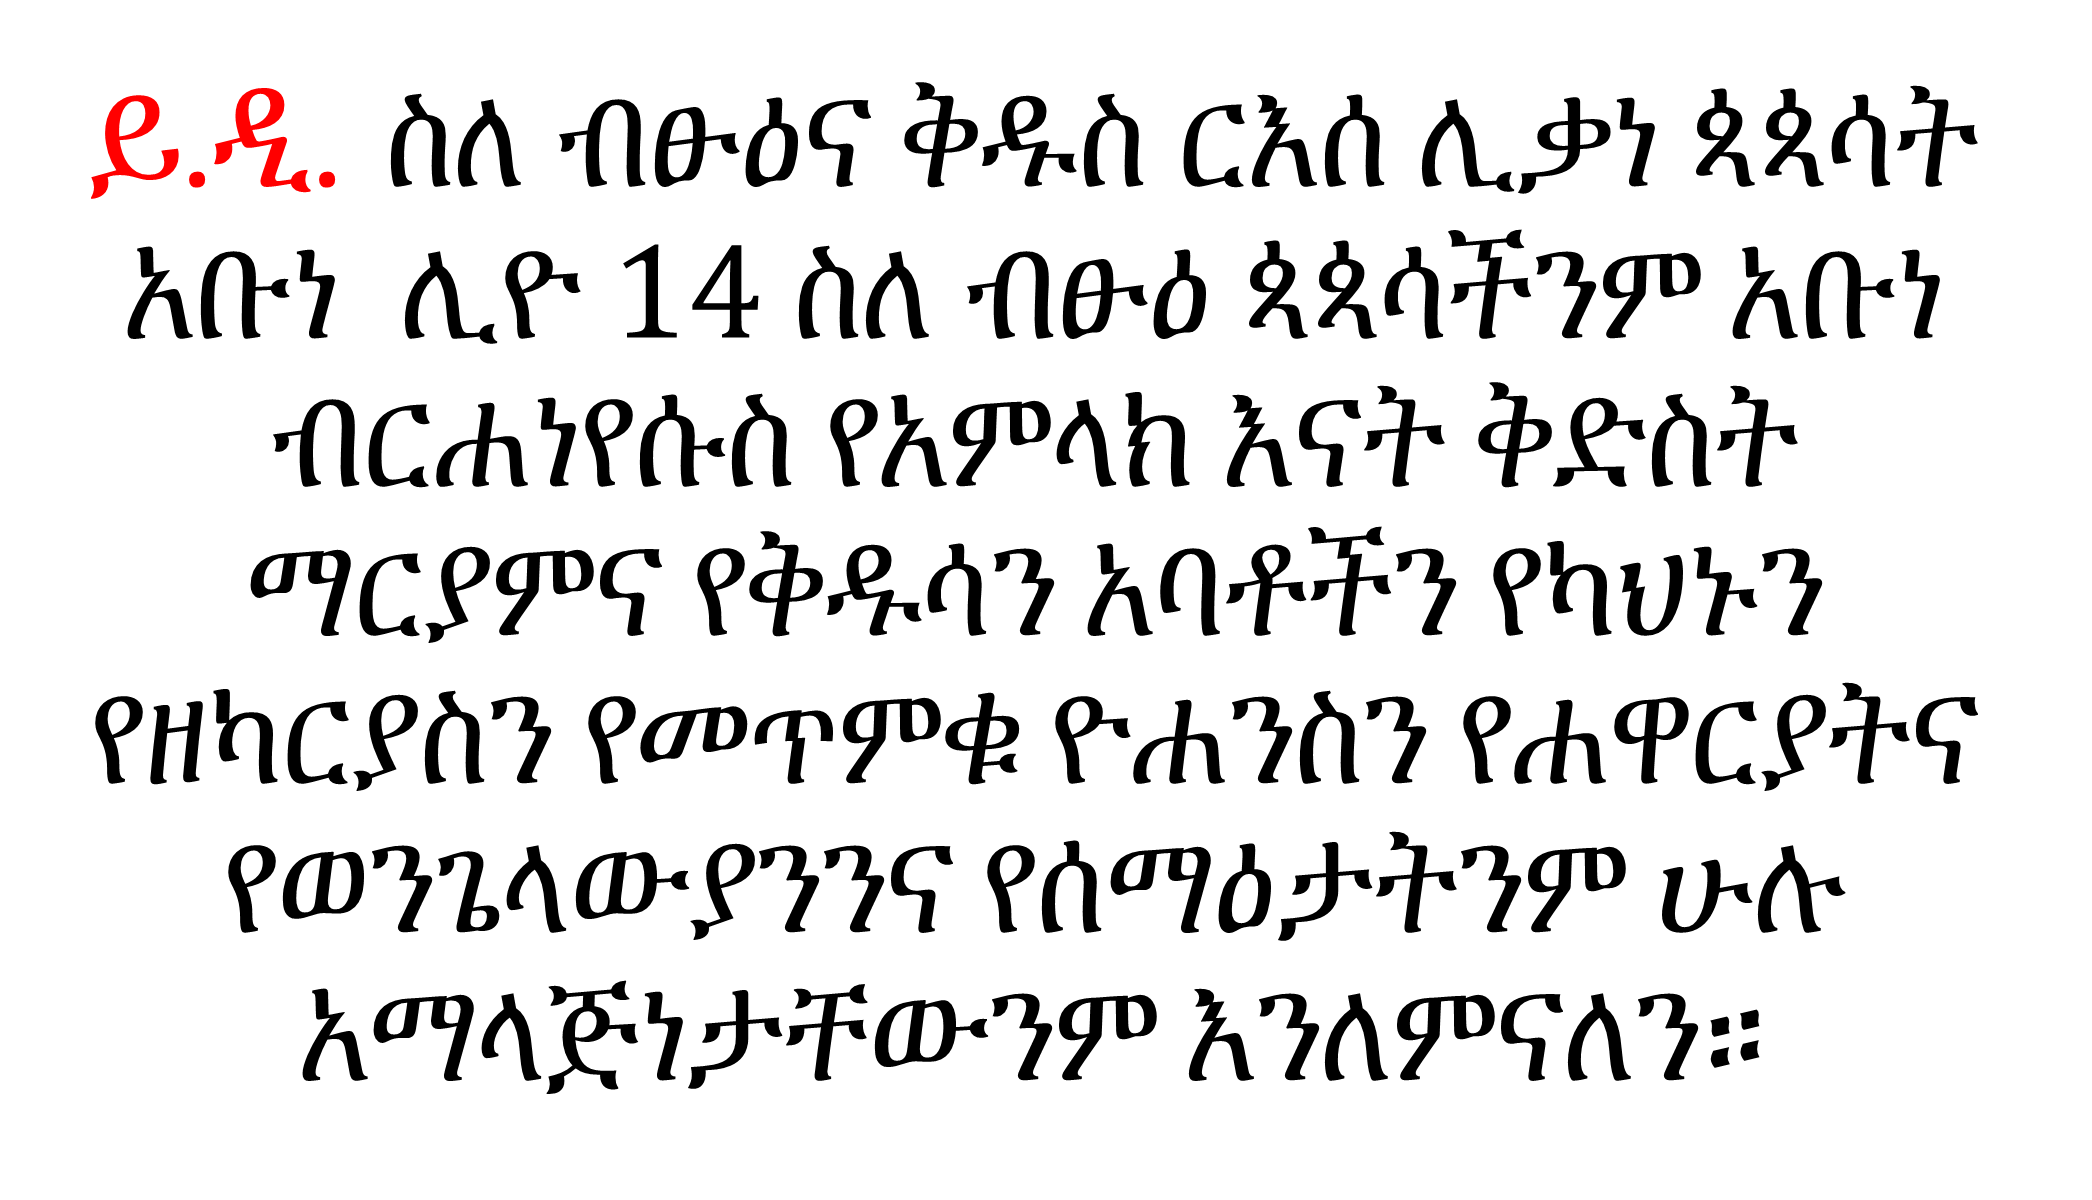 ይ.ዲ. ስለ ብፁዕና ቅዱስ ርእሰ ሊቃነ ጳጳሳት
አቡነ ሊዮ 14 ስለ ብፁዕ ጳጳሳችንም አቡነ
ብርሐነየሱስ የአምላክ እናት ቅድስት
ማርያምና የቅዱሳን አባቶችን የካህኑን
የዘካርያስን የመጥምቁ ዮሐንስን የሐዋርያትና
የወንጌላውያንንና የሰማዕታትንም ሁሉ
አማላጅነታቸውንም እንለምናለን።